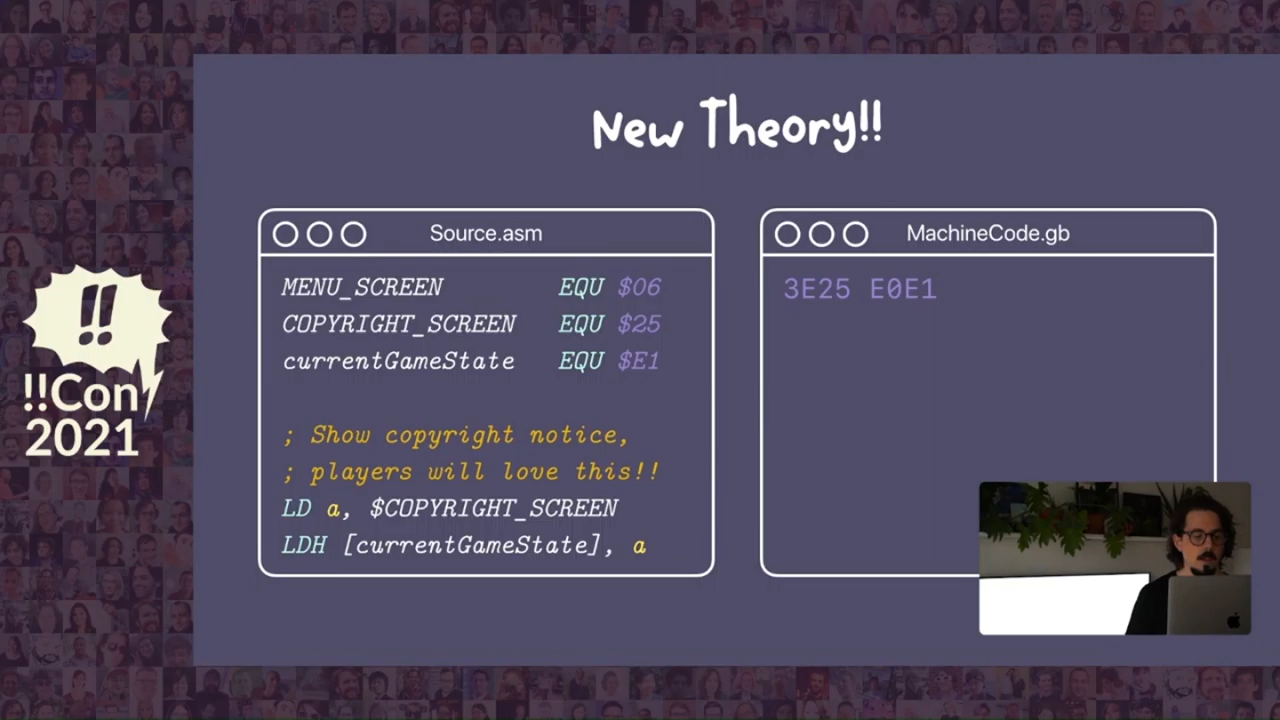 New Theory!!
Source.asm
MENU_SCREEN EQU $06
COPYRIGHT_SCREEN EQU $25
currentGameState EQU $E1
; Show copyright notice,
; players will love this!!
LD a, $COPYRIGHT_SCREEN
LDH [currentGameState], a
MachineCode.gb
3E25 E0E1
!!
!!Con
2021